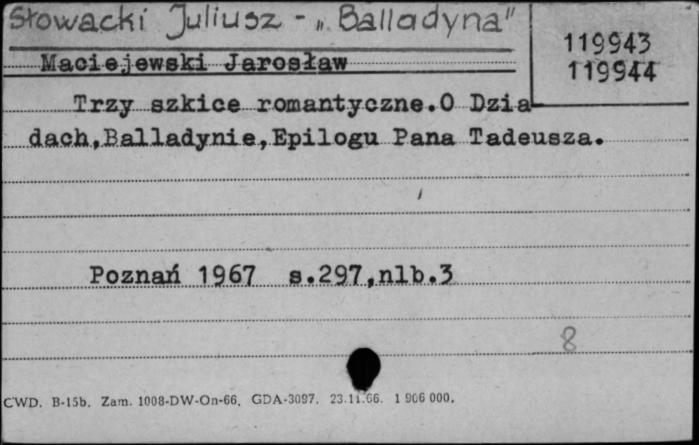 Słowacki Juliusz - „Balladyna"
119943
119944
Maciejewski Jarosław
Trzy szkice romantyczne.O Dzia
dach,Balladynie,Epilogu Pana Tadeusza.
Poznań 1967 s.297,nlb.3
8
CWD. B-15b. Zam. 1008-DW-On-66. GDA-3097. 23.11.66. 1 906 000.